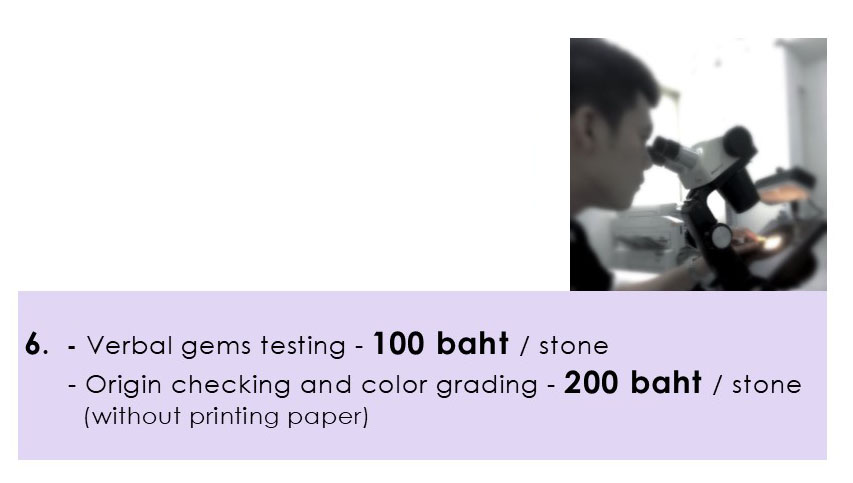 6. - Verbal gems testing - 100 baht / stone
- Origin checking and color grading - 200 baht / stone
(without printing paper)